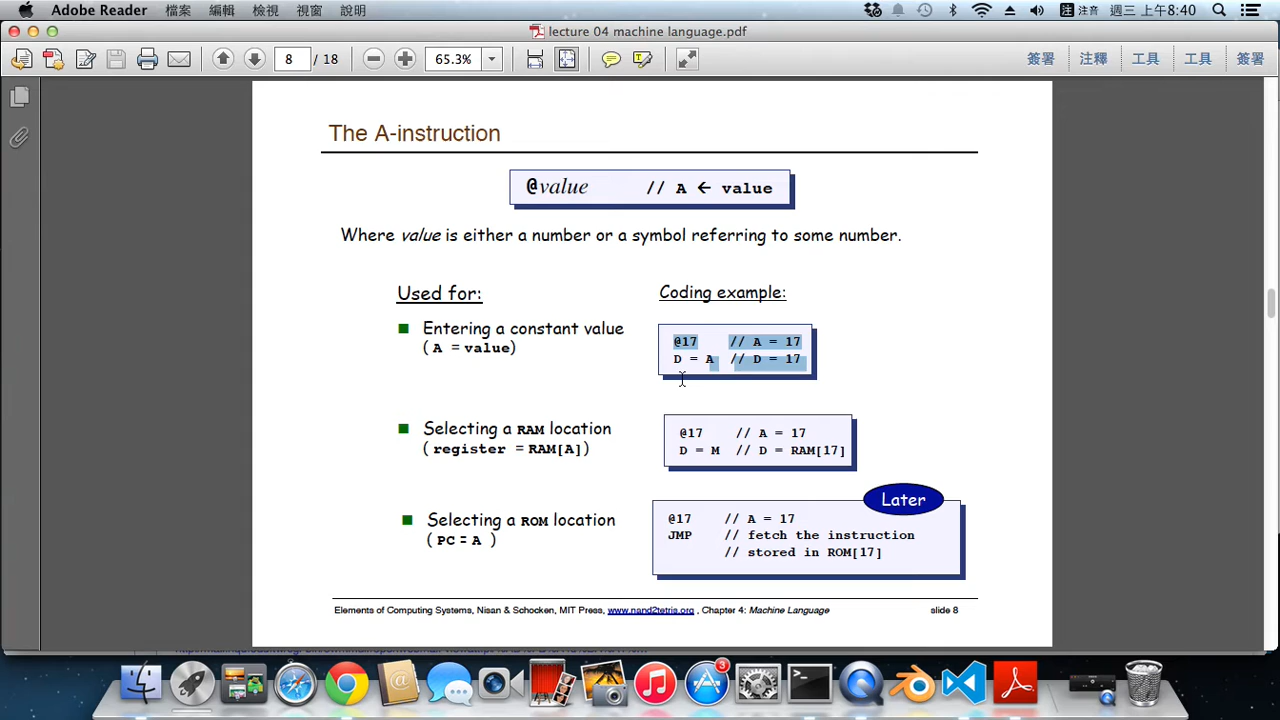 Adobe Reader 檔案 編輯 檢視 視窗 說明 注音 週三上午8:40
lecture 04 machine language.pdf
8 / 18 65.3% 簽署 注釋 工具 工具 簽署
The A-instruction
@value // A ← value
Where value is either a number or a symbol referring to some number.
Used for:
Coding example:
Entering a constant value
( A = value)
@17 // A = 17
D = A // D = 17
Selecting a RAM location
( register = RAM[A])
@17 // A = 17
D = M // D = RAM[17]
Later
Selecting a ROM location
( PC = A )
@17 // A = 17
JMP // fetch the instruction
// stored in ROM[17]
Elements of Computing Systems, Nisan & Schocken, MIT Press, www.nand2tetris.org , Chapter 4: Machine Language slide 8
3